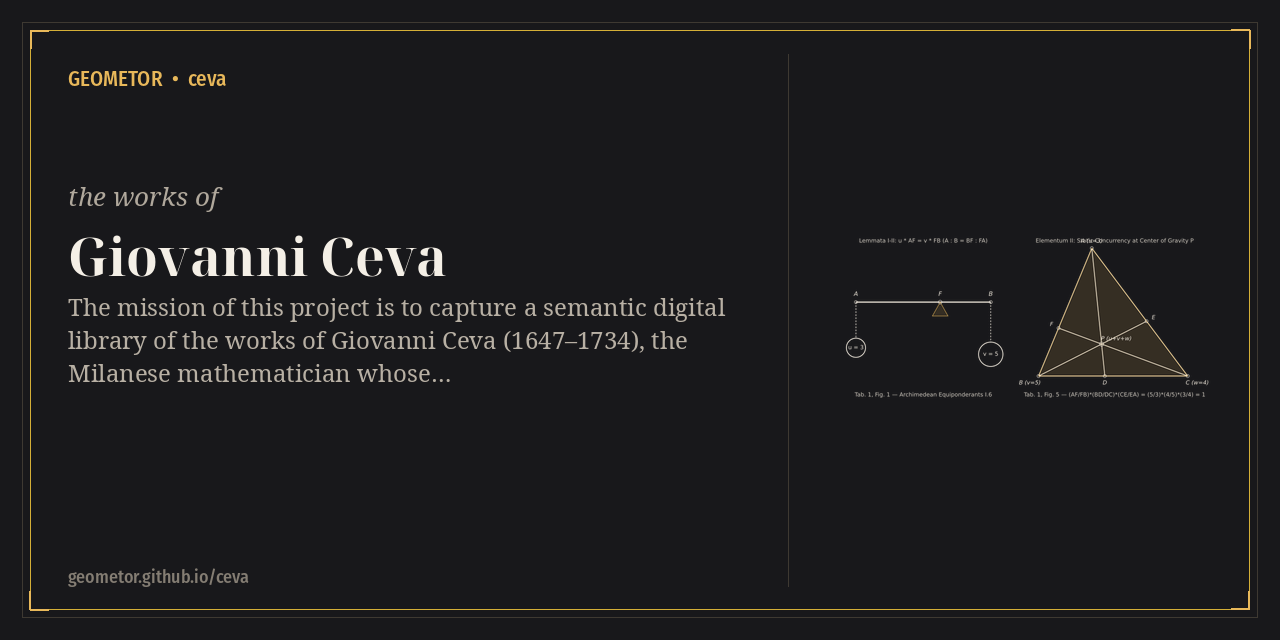 GEOMETOR • ceva
the works of
Giovanni Ceva
The mission of this project is to capture a semantic digital
library of the works of Giovanni Ceva (1647–1734), the
Milanese mathematician whose...
geometor.github.io/ceva
Lemmata I-II: u * AF = v * FB (A : B = BF : FA)
A
F
B
u = 3
v = 5
Tab. 1, Fig. 1 — Archimedean Equiponderants I.6
Elementum II: Concurrency at Center of Gravity P
F
E
P (u+v+w)
B (v=5)
D
C (w=4)
Tab. 1, Fig. 5 — (AF/FB)*(BD/DC)*(CE/EA) = (5/3)*(4/5)*(3/4) = 1